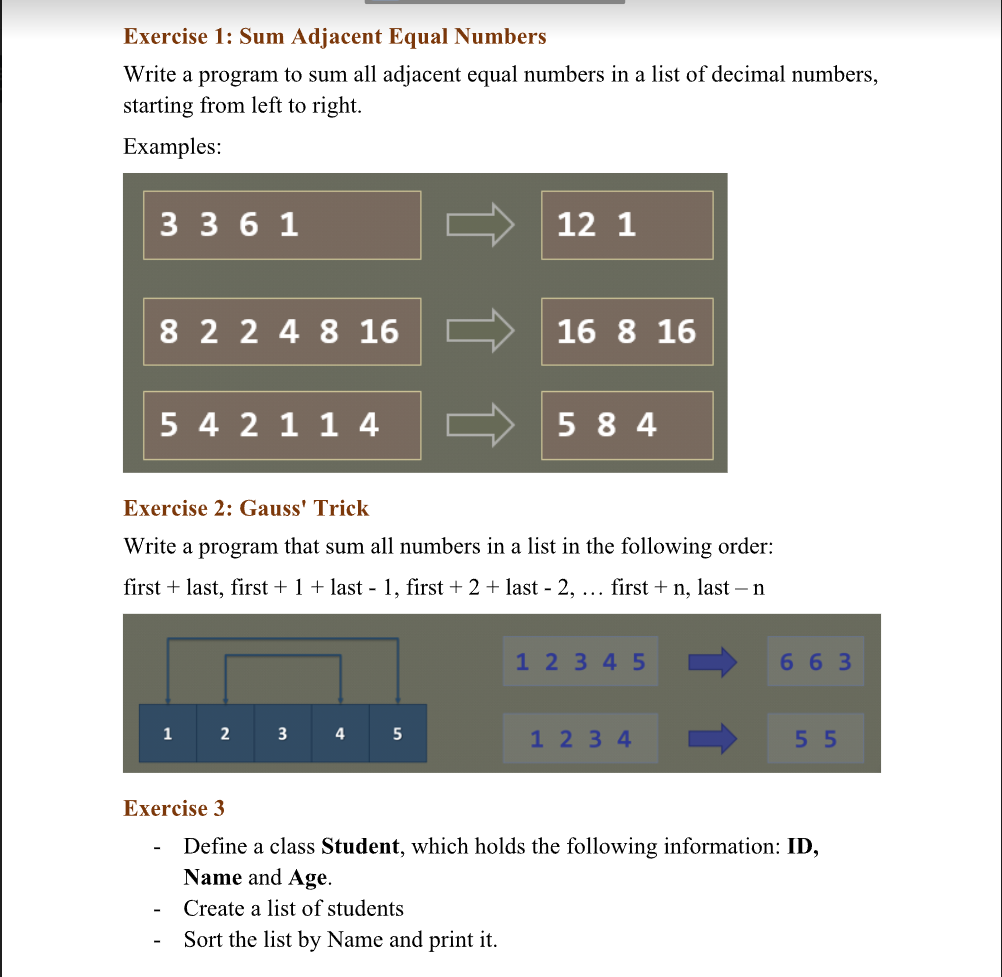 Exercise 1: Sum Adjacent Equal Numbers
Write a program to sum all adjacent equal numbers in a list of decimal numbers,
starting from left to right.
Examples:
3 3 6 1
12 1
8 2 2 4 8 16
16 8 16
5 4 2 1 1 4
5 8 4
Exercise 2: Gauss' Trick
Write a program that sum all numbers in a list in the following order:
first + last, first + 1 + last - 1, first + 2 + last - 2, … first + n, last – n
1 2 3 4 5
1 2 3 4 5
6 6 3
1 2 3 4
5 5
Exercise 3
- Define a class Student, which holds the following information: ID,
Name and Age.
- Create a list of students
- Sort the list by Name and print it.